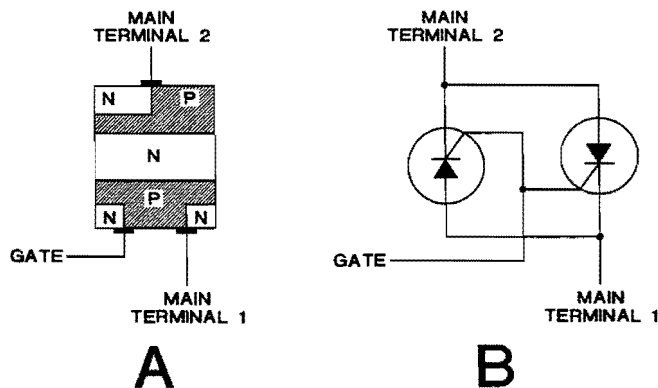 MAIN
TERMINAL 2
N
P
N
P
N
N
GATE
MAIN
TERMINAL 1
A
MAIN
TERMINAL 2
GATE
MAIN
TERMINAL 1
B